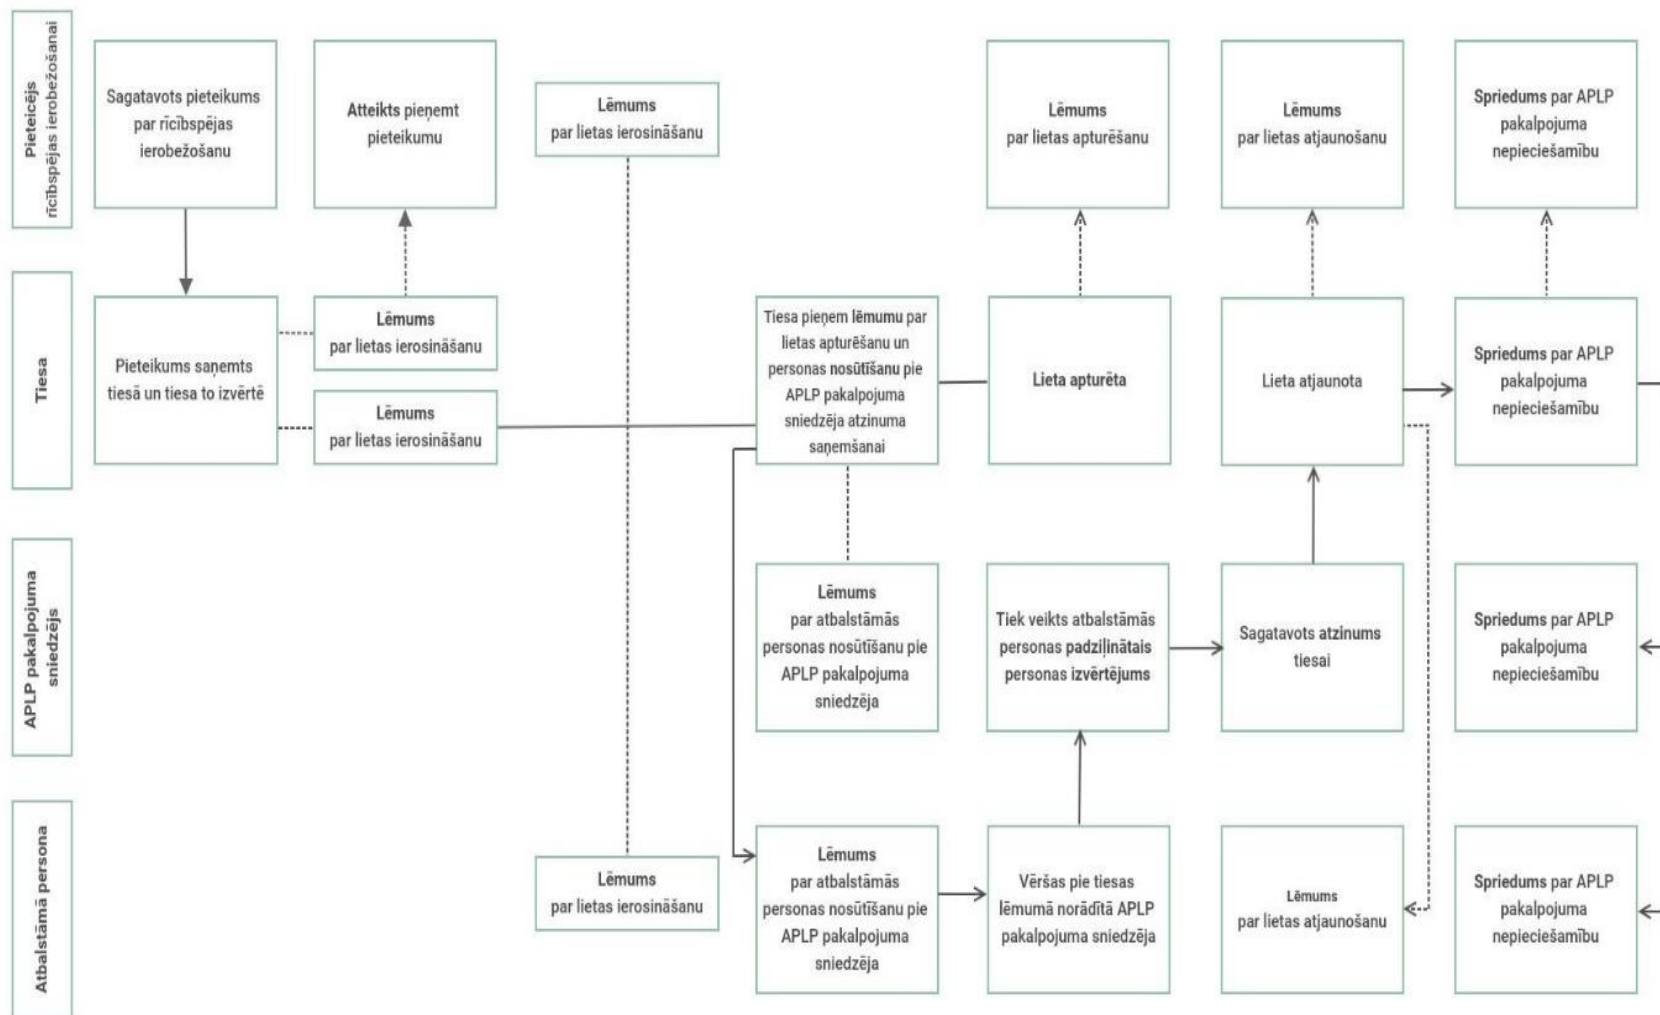 Pieteicējs
rīcībspējas ierobežošanai
Sagatavots pieteikums
par rīcībspējas
ierobežošanu
Atteikts pieņemt
pieteikumu
Lēmums
par lietas ierosināšanu
Lēmums
par lietas apturēšanu
Lēmums
par lietas atjaunošanu
Spriedums par APLP
pakalpojuma
nepieciešamību
Tiesa
Pieteikums saņemts
tiesā un tiesa to izvērtē
Lēmums
par lietas ierosināšanu
Lēmums
par lietas ierosināšanu
Tiesa pieņem lēmumu par
lietas apturēšanu un
personas nosūtīšanu pie
APLP pakalpojuma
sniedzēja atzinuma
saņemšanai
Lieta apturēta
Lieta atjaunota
Spriedums par APLP
pakalpojuma
nepieciešamību
APLP pakalpojuma
sniedzējs
Lēmums
par atbalstāmās
personas nosūtīšanu pie
APLP pakalpojuma
sniedzēja
Tiek veikts atbalstāmās
personas padziļinātais
personas izvērtējums
Sagatavots atzinums
tiesai
Spriedums par APLP
pakalpojuma
nepieciešamību
Atbalstāmā persona
Lēmums
par lietas ierosināšanu
Lēmums
par atbalstāmās
personas nosūtīšanu pie
APLP pakalpojuma
sniedzēja
Vēršas pie tiesas
lēmumā norādītā APLP
pakalpojuma sniedzēja
Lēmums
par lietas atjaunošanu
Spriedums par APLP
pakalpojuma
nepieciešamību